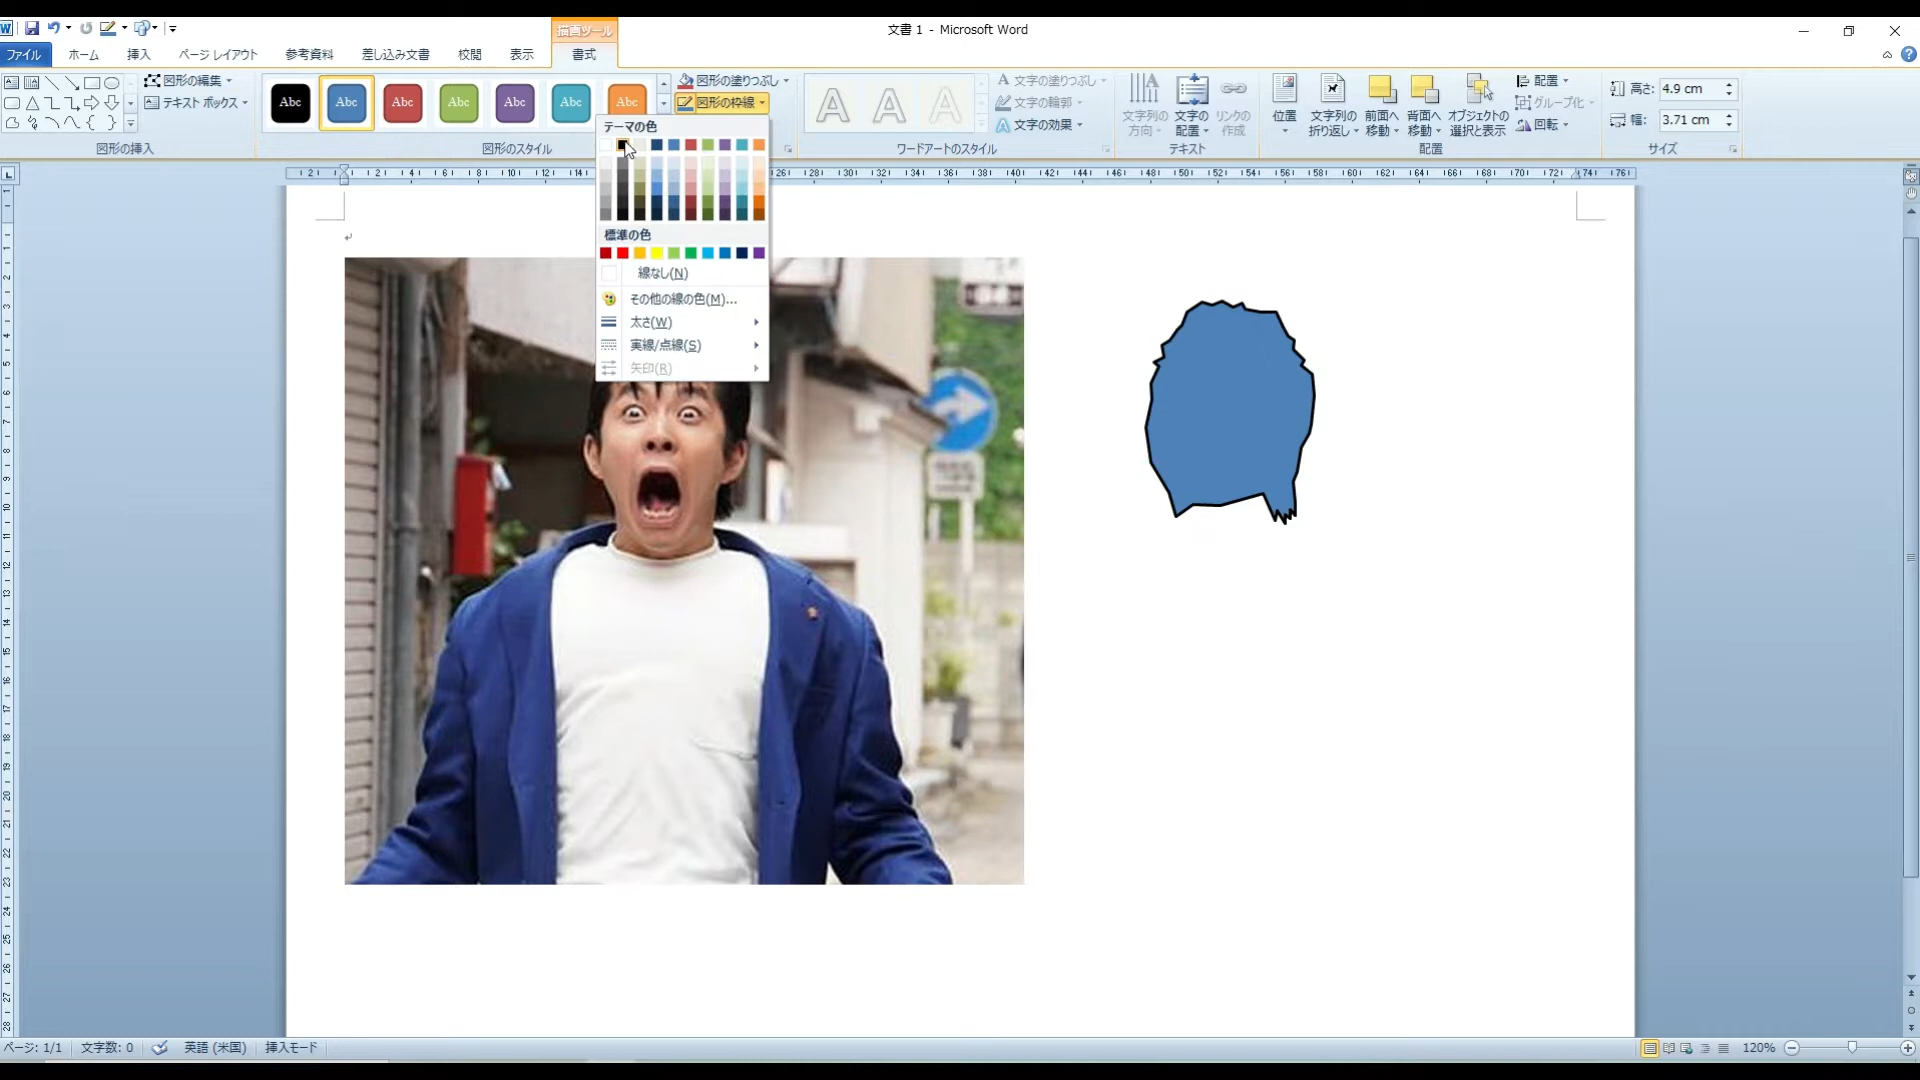 文書 1 - Microsoft Word
描画ツール
ファイル ホーム 挿入 ページ レイアウト 参考資料 差し込み文書 校閲 表示 書式
図形の編集
テキスト ボックス
図形の挿入
Abc Abc Abc Abc Abc Abc Abc
図形のスタイル
図形の塗りつぶし
図形の枠線
テーマの色
標準の色
線なし(N)
その他の線の色(M)...
太さ(W)
実線/点線(S)
矢印(R)
A A A
文字の塗りつぶし
文字の輪郭
文字の効果
ワードアートのスタイル
文字列の方向
文字の配置
リンクの作成
テキスト
位置
文字列の折り返し
前面へ移動
背面へ移動
オブジェクトの選択と表示
配置
グループ化
回転
配置
高さ: 4.9 cm
幅: 3.71 cm
サイズ
ページ: 1/1 文字数: 0 英語 (米国) 挿入モード
120%